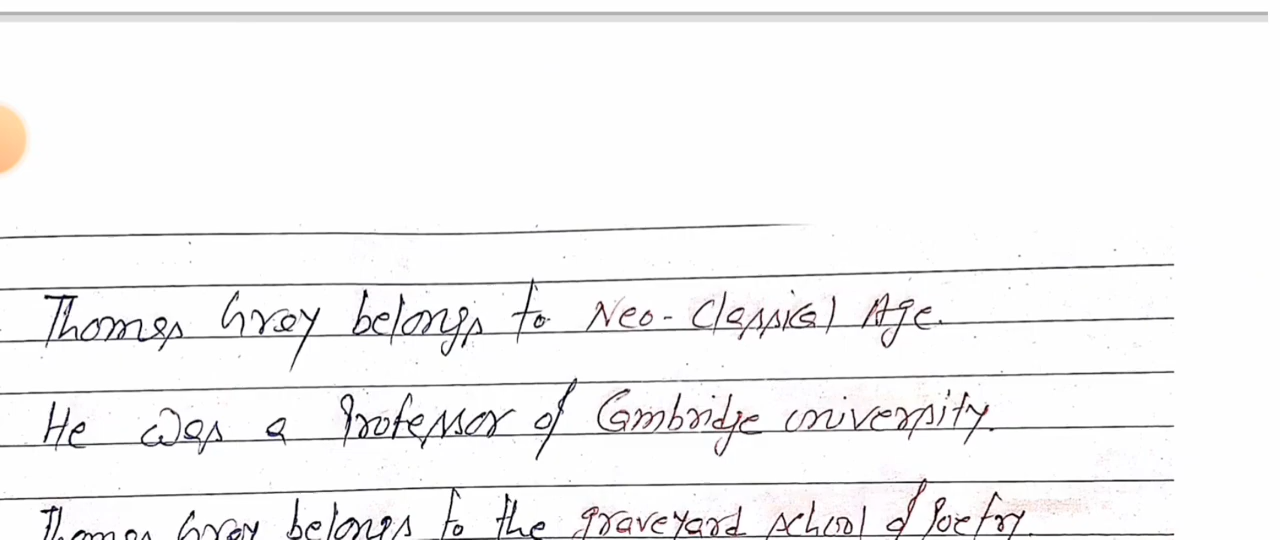 Thomas Gray belongs to Neo-Classical Age.
He was a Professor of Cambridge university.
Thomas Gray belongs to the graveyard school of Poetry.